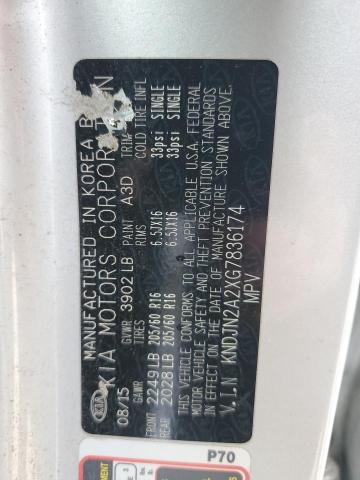 MANUFACTURED IN KOREA B
KIA MOTORS CORPORAT N
08/15 GVWR 3902LB PAINT A3D TRIM
GAWR TIRES RIMS COLD TIRE INFL
FRONT 2249LB 205/60 R16 6.5JX16 33psi SINGLE
REAR 2028LB 205/60 R16 6.5JX16 33psi SINGLE
THIS VEHICLE CONFORMS TO ALL APPLICABLE U.S.A. FEDERAL
MOTOR VEHICLE SAFETY AND THEFT PREVENTION STANDARDS
IN EFFECT ON THE DATE OF MANUFACTURE SHOWN ABOVE.
V.I.N KNDJN2A2XG7836174
MPV
P70